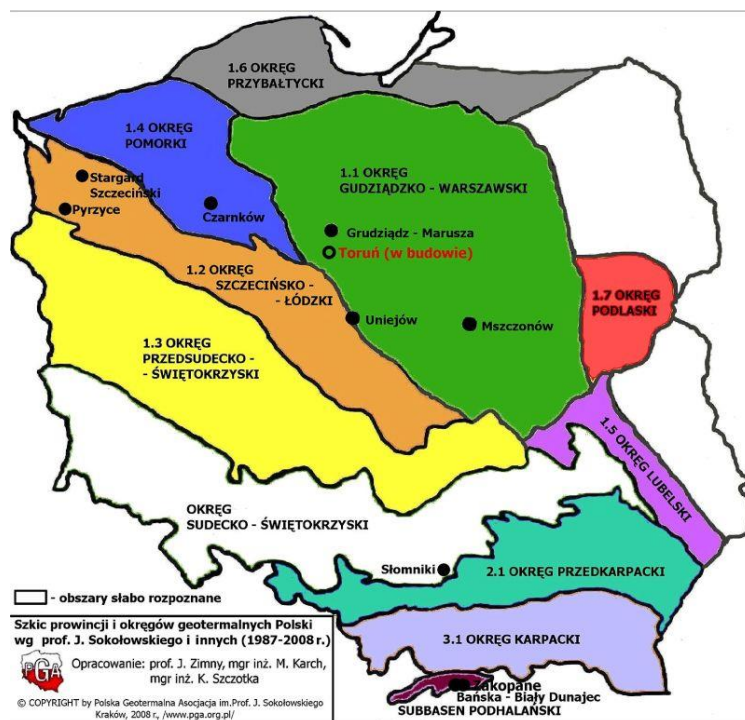 1.6 OKRĘG
PRZYBAŁTYCKI
1.4 OKRĘG
POMORKI
1.1 OKRĘG
GUDZIĄDZKO - WARSZAWSKI
Stargard
Szczeciński
Pyrzyce
Czarnków
Grudziądz - Marusza
Toruń (w budowie)
1.2 OKRĘG
SZCZECIŃSKO -
- ŁÓDZKI
1.7 OKRĘG
PODLASKI
Uniejów
Mszczonów
1.3 OKRĘG
PRZEDSUDECKO -
- ŚWIĘTOKRZYSKI
1.5 OKRĘG LUBELSKI
OKRĘG
SUDECKO - ŚWIĘTOKRZYSKI
Słomniki
2.1 OKRĘG PRZEDKARPACKI
- obszary słabo rozpoznane
3.1 OKRĘG KARPACKI
Zakopane
Bańska - Biały Dunajec
SUBBASEN PODHALAŃSKI
Szkic prowincji i okręgów geotermalnych Polski
wg prof. J. Sokołowskiego i innych (1987-2008 r.)
PGA
Opracowanie: prof. J. Zimny, mgr inż. M. Karch,
mgr inż. K. Szczotka
© COPYRIGHT by Polska Geotermalna Asocjacja im.Prof. J. Sokołowskiego
Kraków, 2008 r., /www.pga.org.pl/